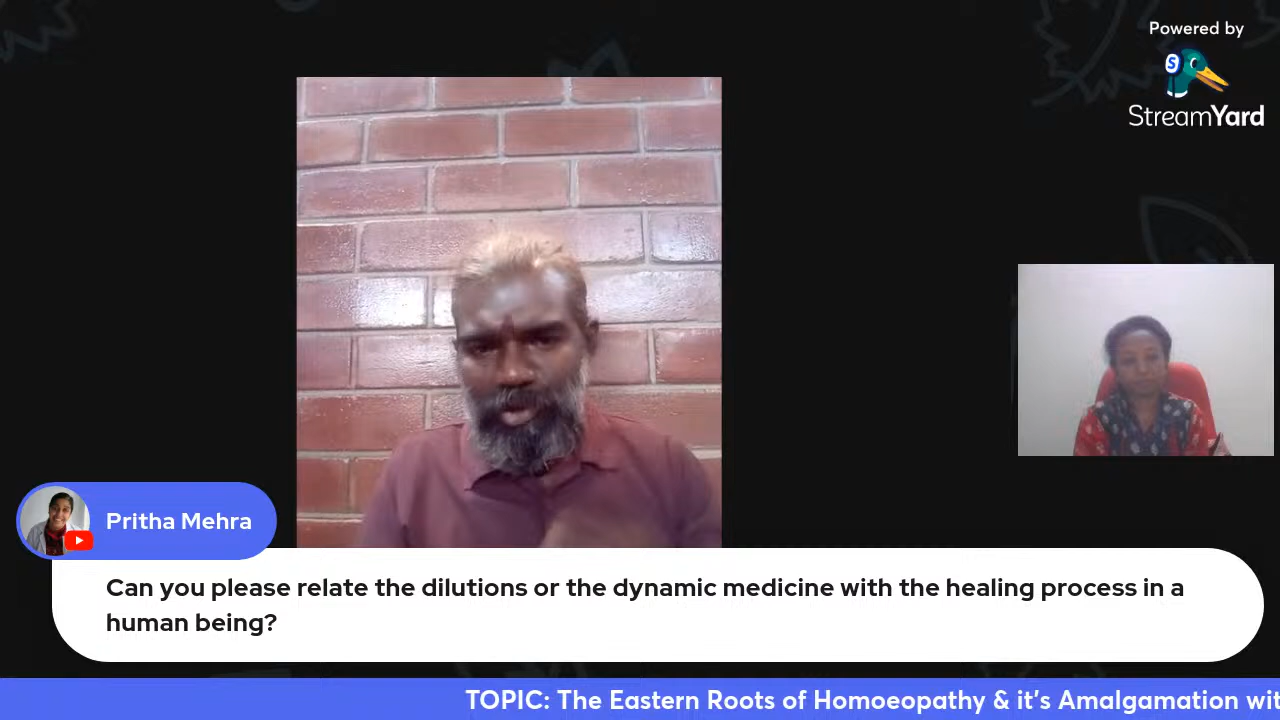 Powered by
S
StreamYard
Pritha Mehra
Can you please relate the dilutions or the dynamic medicine with the healing process in a
human being?
TOPIC: The Eastern Roots of Homoeopathy & it's Amalgamation wit